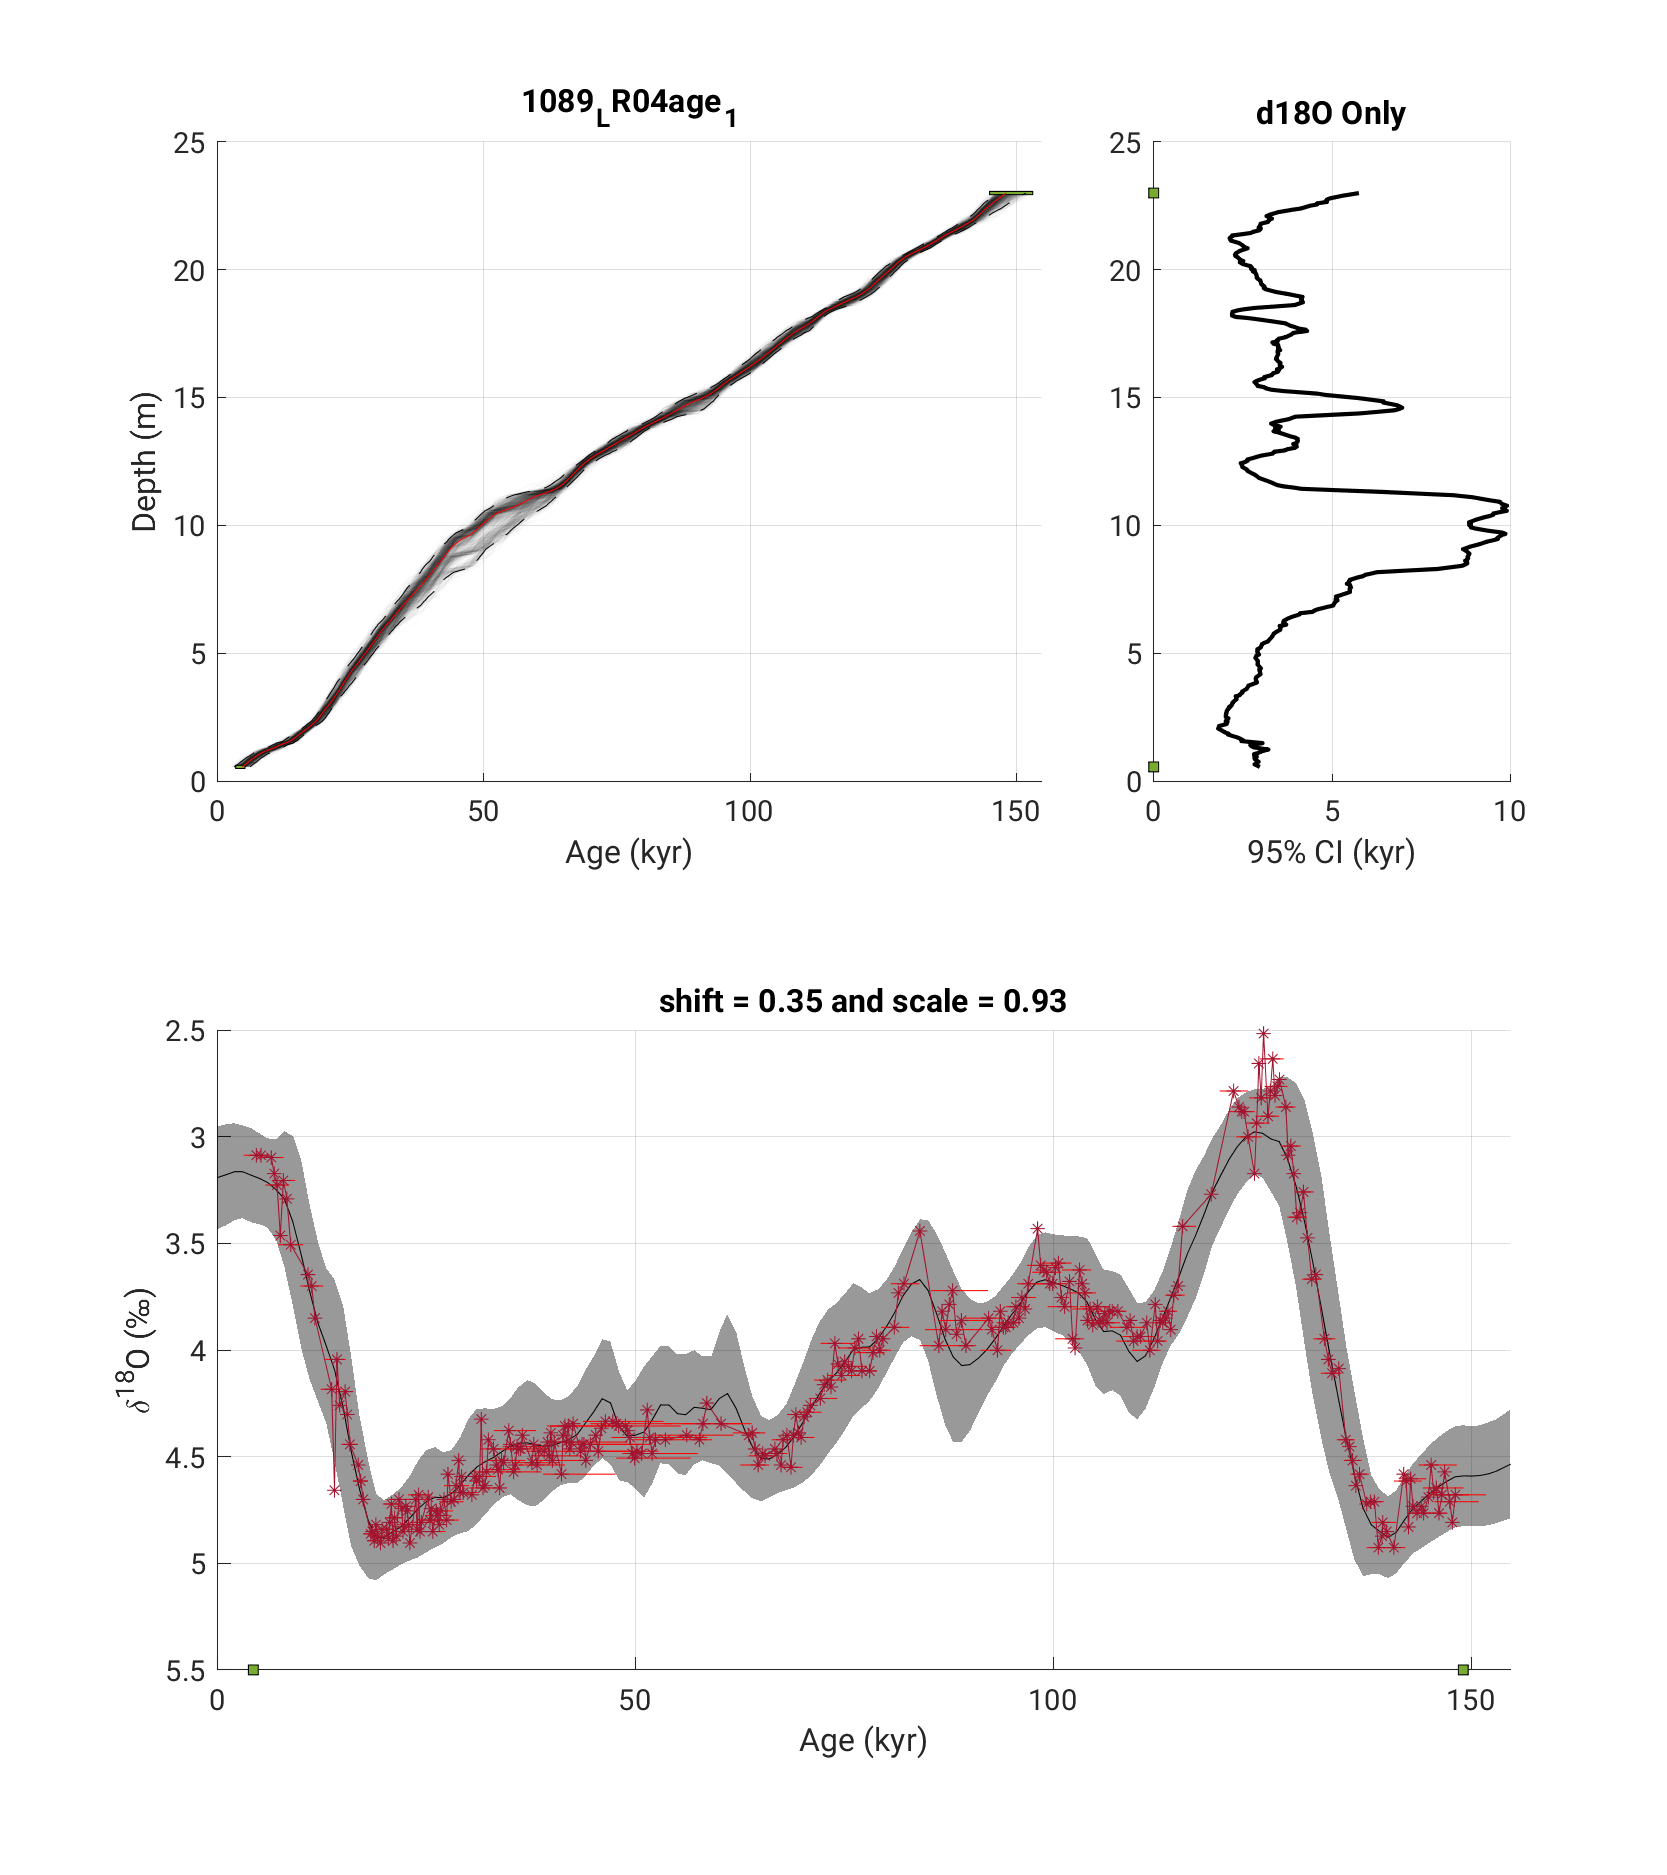 1089_LR04age_1
25
20
15
10
5
0
0 50 100 150
Depth (m)
Age (kyr)
d18O Only
25
20
15
10
5
0
0 5 10
95% CI (kyr)
shift = 0.35 and scale = 0.93
2.5
3
3.5
4
4.5
5
5.5
0 50 100 150
δ¹⁸O (‰)
Age (kyr)